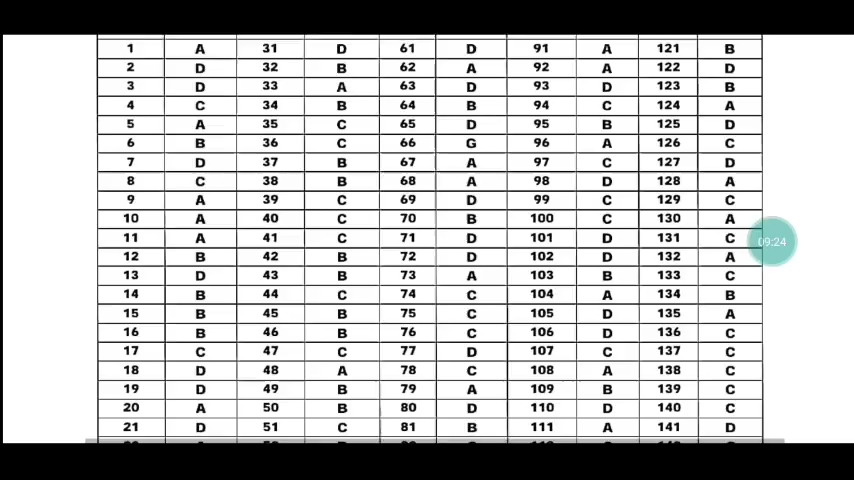 1 A 31 D 61 D 91 A 121 B
2 D 32 B 62 A 92 A 122 D
3 D 33 A 63 D 93 D 123 B
4 C 34 B 64 B 94 C 124 A
5 A 35 C 65 D 95 B 125 D
6 B 36 C 66 G 96 A 126 C
7 D 37 B 67 A 97 C 127 D
8 C 38 B 68 A 98 D 128 A
9 A 39 C 69 D 99 C 129 C
10 A 40 C 70 B 100 C 130 A
11 A 41 C 71 D 101 D 131 C 09:24
12 B 42 B 72 D 102 D 132 A
13 D 43 B 73 A 103 B 133 C
14 B 44 C 74 C 104 A 134 B
15 B 45 B 75 C 105 D 135 A
16 B 46 B 76 C 106 D 136 C
17 C 47 C 77 D 107 C 137 C
18 D 48 A 78 C 108 A 138 C
19 D 49 B 79 A 109 B 139 C
20 A 50 B 80 D 110 D 140 C
21 D 51 C 81 B 111 A 141 D